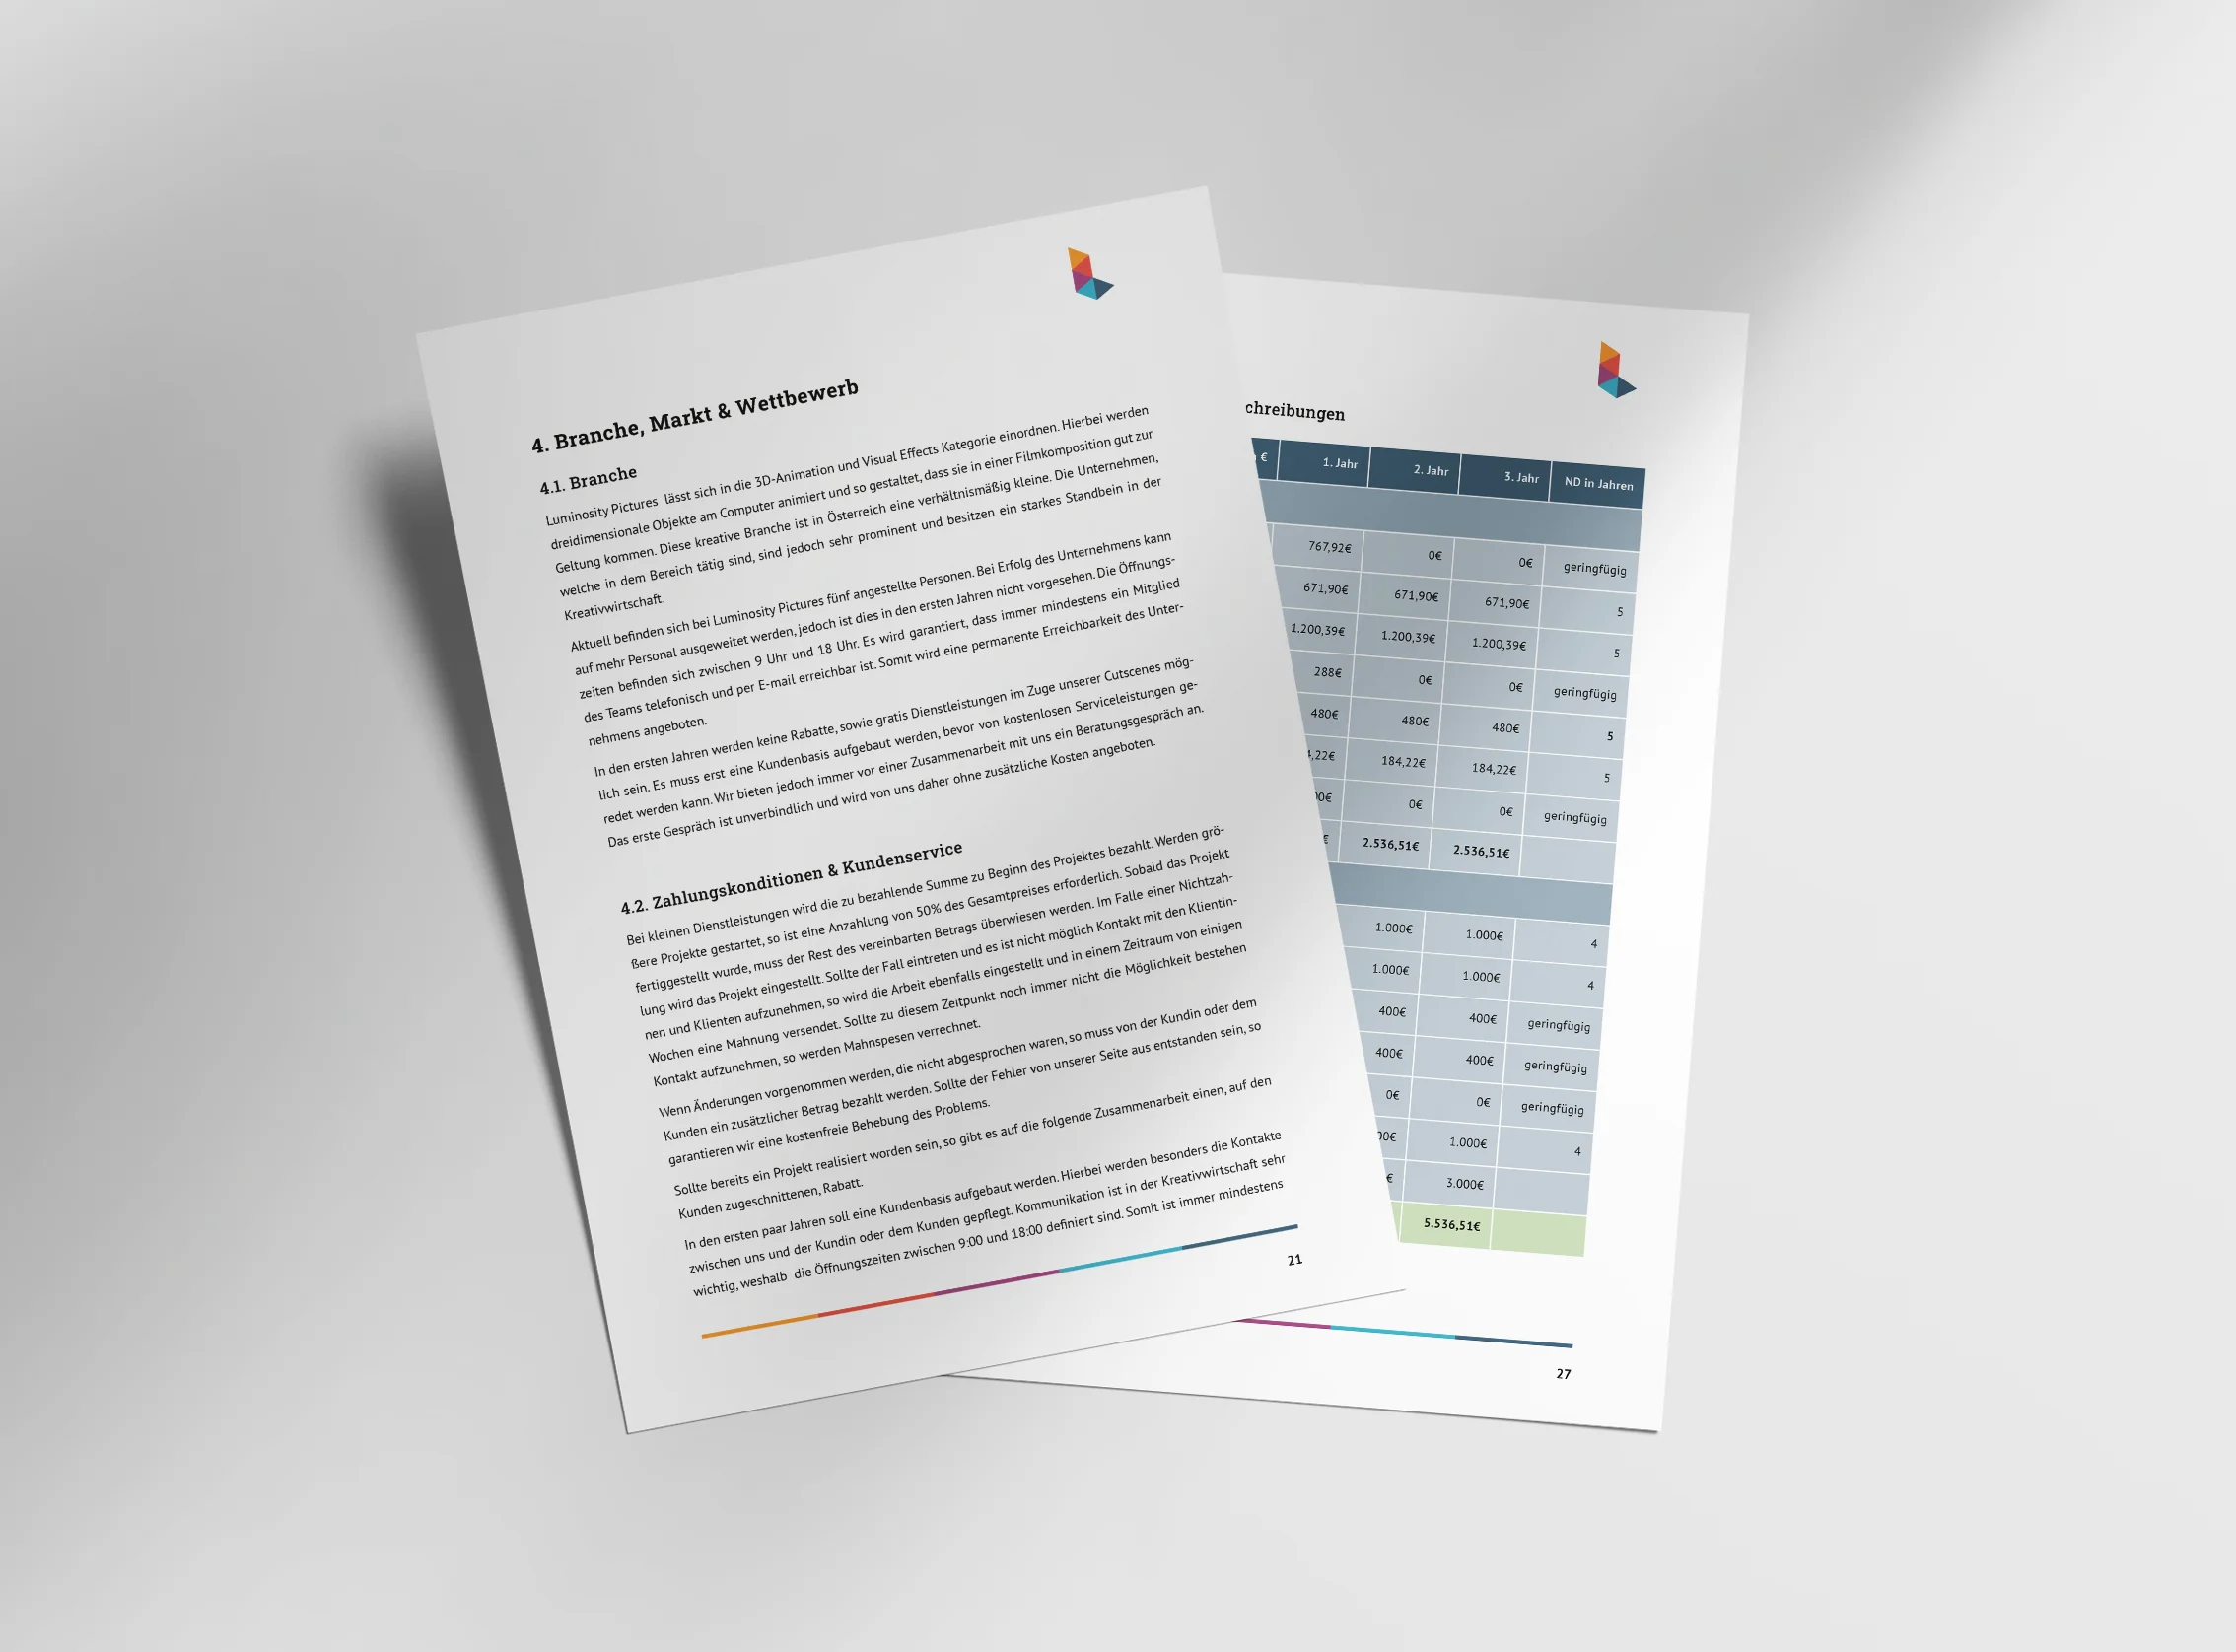 4. Branche, Markt & Wettbewerb
4.1. Branche
Luminosity Pictures lässt sich in die 3D-Animation und Visual Effects Kategorie einordnen. Hierbei werden
dreidimensionale Objekte am Computer animiert und so gestaltet, dass sie in einer Filmkomposition gut zur
Geltung kommen. Diese kreative Branche ist in Österreich eine verhältnismäßig kleine. Die Unternehmen,
welche in dem Bereich tätig sind, sind jedoch sehr prominent und besitzen ein starkes Standbein in der
Kreativwirtschaft.
Aktuell befinden sich bei Luminosity Pictures fünf angestellte Personen. Bei Erfolg des Unternehmens kann
auf mehr Personal ausgeweitet werden, jedoch ist dies in den ersten Jahren nicht vorgesehen. Die Öffnungs-
zeiten befinden sich zwischen 9 Uhr und 18 Uhr. Es wird garantiert, dass immer mindestens ein Mitglied
des Teams telefonisch und per E-mail erreichbar ist. Somit wird eine permanente Erreichbarkeit des Unter-
nehmens angeboten.
In den ersten Jahren werden keine Rabatte, sowie gratis Dienstleistungen im Zuge unserer Cutscenes mög-
lich sein. Es muss erst eine Kundenbasis aufgebaut werden, bevor von kostenlosen Serviceleistungen ge-
redet werden kann. Wir bieten jedoch immer vor einer Zusammenarbeit mit uns ein Beratungsgespräch an.
Das erste Gespräch ist unverbindlich und wird von uns daher ohne zusätzliche Kosten angeboten.
4.2. Zahlungskonditionen & Kundenservice
Bei kleinen Dienstleistungen wird die zu bezahlende Summe zu Beginn des Projektes bezahlt. Werden grö-
ßere Projekte gestartet, so ist eine Anzahlung von 50% des Gesamtpreises erforderlich. Sobald das Projekt
fertiggestellt wurde, muss der Rest des vereinbarten Betrags überwiesen werden. Im Falle einer Nichtzah-
lung wird das Projekt eingestellt. Sollte der Fall eintreten und es ist nicht möglich Kontakt mit den Klientin-
nen und Klienten aufzunehmen, so wird die Arbeit ebenfalls eingestellt und in einem Zeitraum von einigen
Wochen eine Mahnung versendet. Sollte zu diesem Zeitpunkt noch immer nicht die Möglichkeit bestehen
Kontakt aufzunehmen, so werden Mahnspesen verrechnet.
Wenn Änderungen vorgenommen werden, die nicht abgesprochen waren, so muss von der Kundin oder dem
Kunden ein zusätzlicher Betrag bezahlt werden. Sollte der Fehler von unserer Seite aus entstanden sein, so
garantieren wir eine kostenfreie Behebung des Problems.
Sollte bereits ein Projekt realisiert worden sein, so gibt es auf die folgende Zusammenarbeit einen, auf den
Kunden zugeschnittenen, Rabatt.
In den ersten paar Jahren soll eine Kundenbasis aufgebaut werden. Hierbei werden besonders die Kontakte
zwischen uns und der Kundin oder dem Kunden gepflegt. Kommunikation ist in der Kreativwirtschaft sehr
wichtig, weshalb die Öffnungszeiten zwischen 9:00 und 18:00 definiert sind. Somit ist immer mindestens
21
chreibungen
€ 1. Jahr 2. Jahr 3. Jahr ND in Jahren
767,92€ 0€ 0€ geringfügig
671,90€ 671,90€ 671,90€ 5
1.200,39€ 1.200,39€ 1.200,39€ 5
288€ 0€ 0€ geringfügig
480€ 480€ 480€ 5
4,22€ 184,22€ 184,22€ 5
00€ 0€ 0€ geringfügig
€ 2.536,51€ 2.536,51€
1.000€ 1.000€ 4
1.000€ 1.000€ 4
400€ 400€ geringfügig
400€ 400€ geringfügig
0€ 0€ geringfügig
00€ 1.000€ 4
€ 3.000€
5.536,51€
27